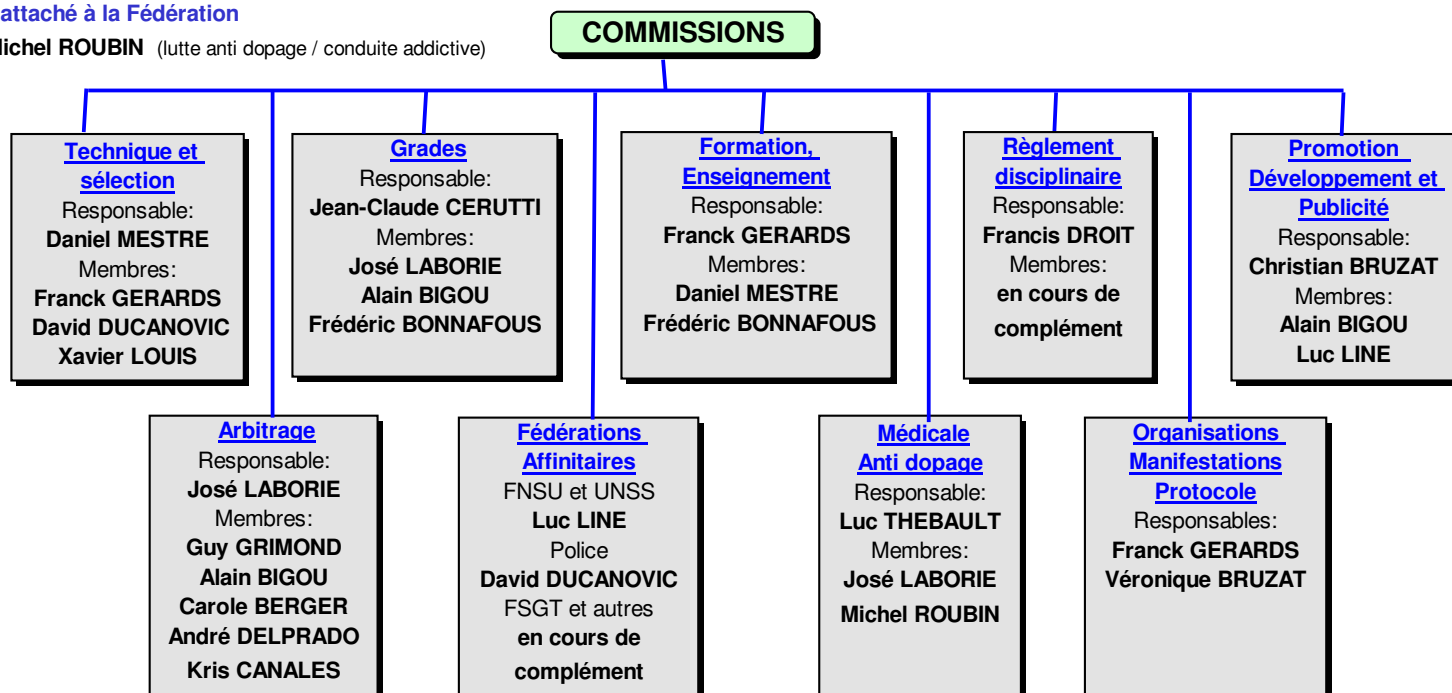 attaché à la Fédération
Michel ROUBIN (lutte anti dopage / conduite addictive)
COMMISSIONS
Technique et
sélection
Responsable:
Daniel MESTRE
Membres:
Franck GERARDS
David DUCANOVIC
Xavier LOUIS
Grades
Responsable:
Jean-Claude CERUTTI
Membres:
José LABORIE
Alain BIGOU
Frédéric BONNAFOUS
Formation,
Enseignement
Responsable:
Franck GERARDS
Membres:
Daniel MESTRE
Frédéric BONNAFOUS
Règlement
disciplinaire
Responsable:
Francis DROIT
Membres:
en cours de
complément
Promotion
Développement et
Publicité
Responsable:
Christian BRUZAT
Membres:
Alain BIGOU
Luc LINE
Arbitrage
Responsable:
José LABORIE
Membres:
Guy GRIMOND
Alain BIGOU
Carole BERGER
André DELPRADO
Kris CANALES
Fédérations
Affinitaires
FNSU et UNSS
Luc LINE
Police
David DUCANOVIC
FSGT et autres
en cours de
complément
Médicale
Anti dopage
Responsable:
Luc THEBAULT
Membres:
José LABORIE
Michel ROUBIN
Organisations
Manifestations
Protocole
Responsables:
Franck GERARDS
Véronique BRUZAT